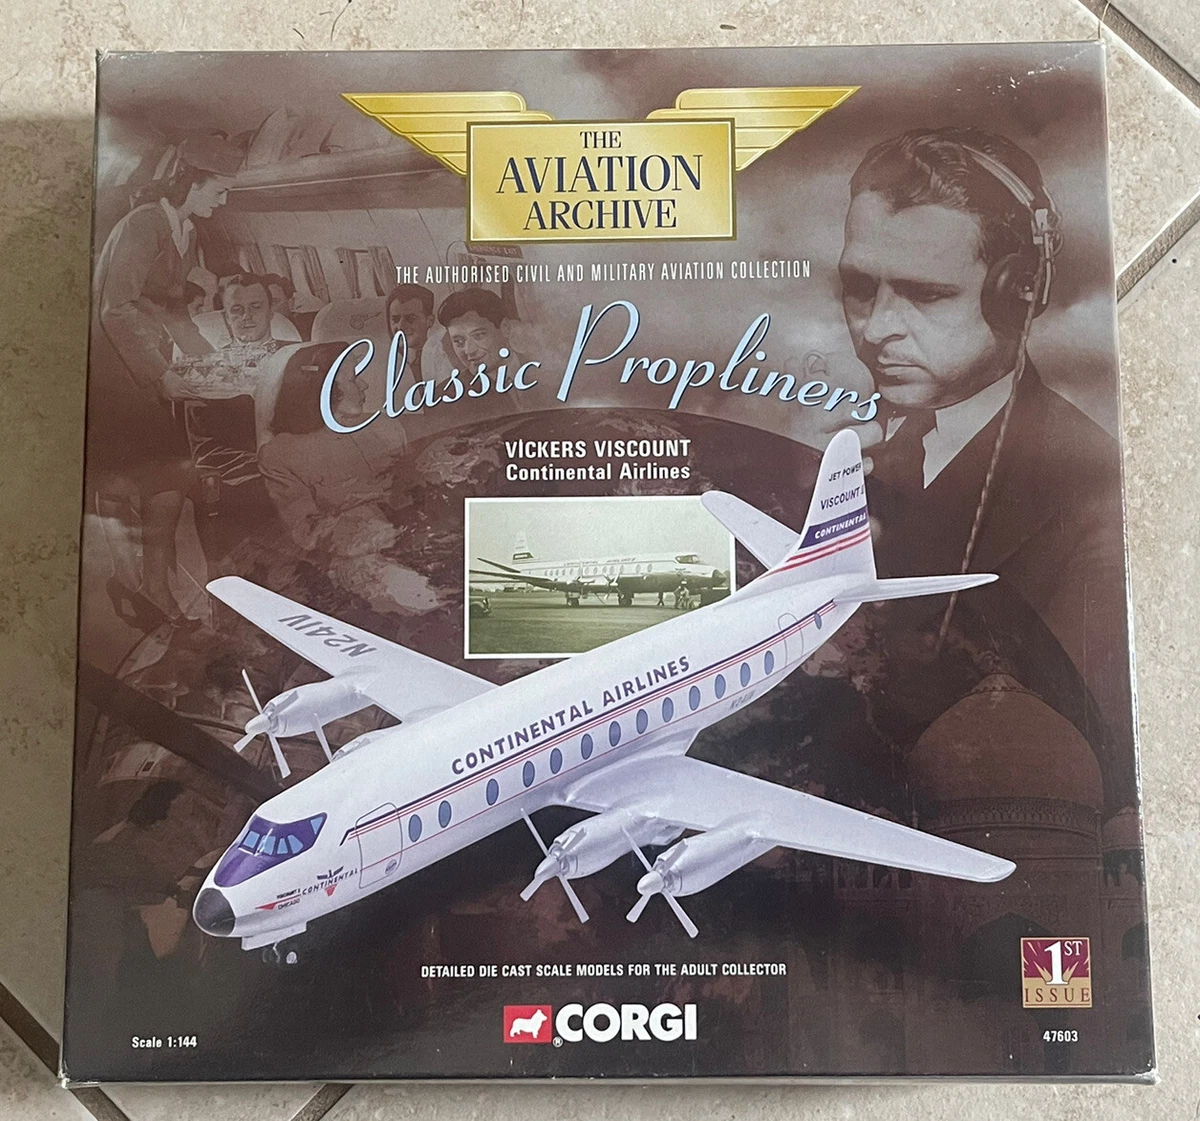 THE
AVIATION
ARCHIVE
THE AUTHORISED CIVIL AND MILITARY AVIATION COLLECTION
Classic Propliners
VICKERS VISCOUNT
Continental Airlines
JET POWER
VISCOUNT II
CONTINENTAL
N241V
CONTINENTAL AIRLINES
CONTINENTAL
CHICAGO
DETAILED DIE CAST SCALE MODELS FOR THE ADULT COLLECTOR
1ST
ISSUE
CORGI
®
Scale 1:144
47603